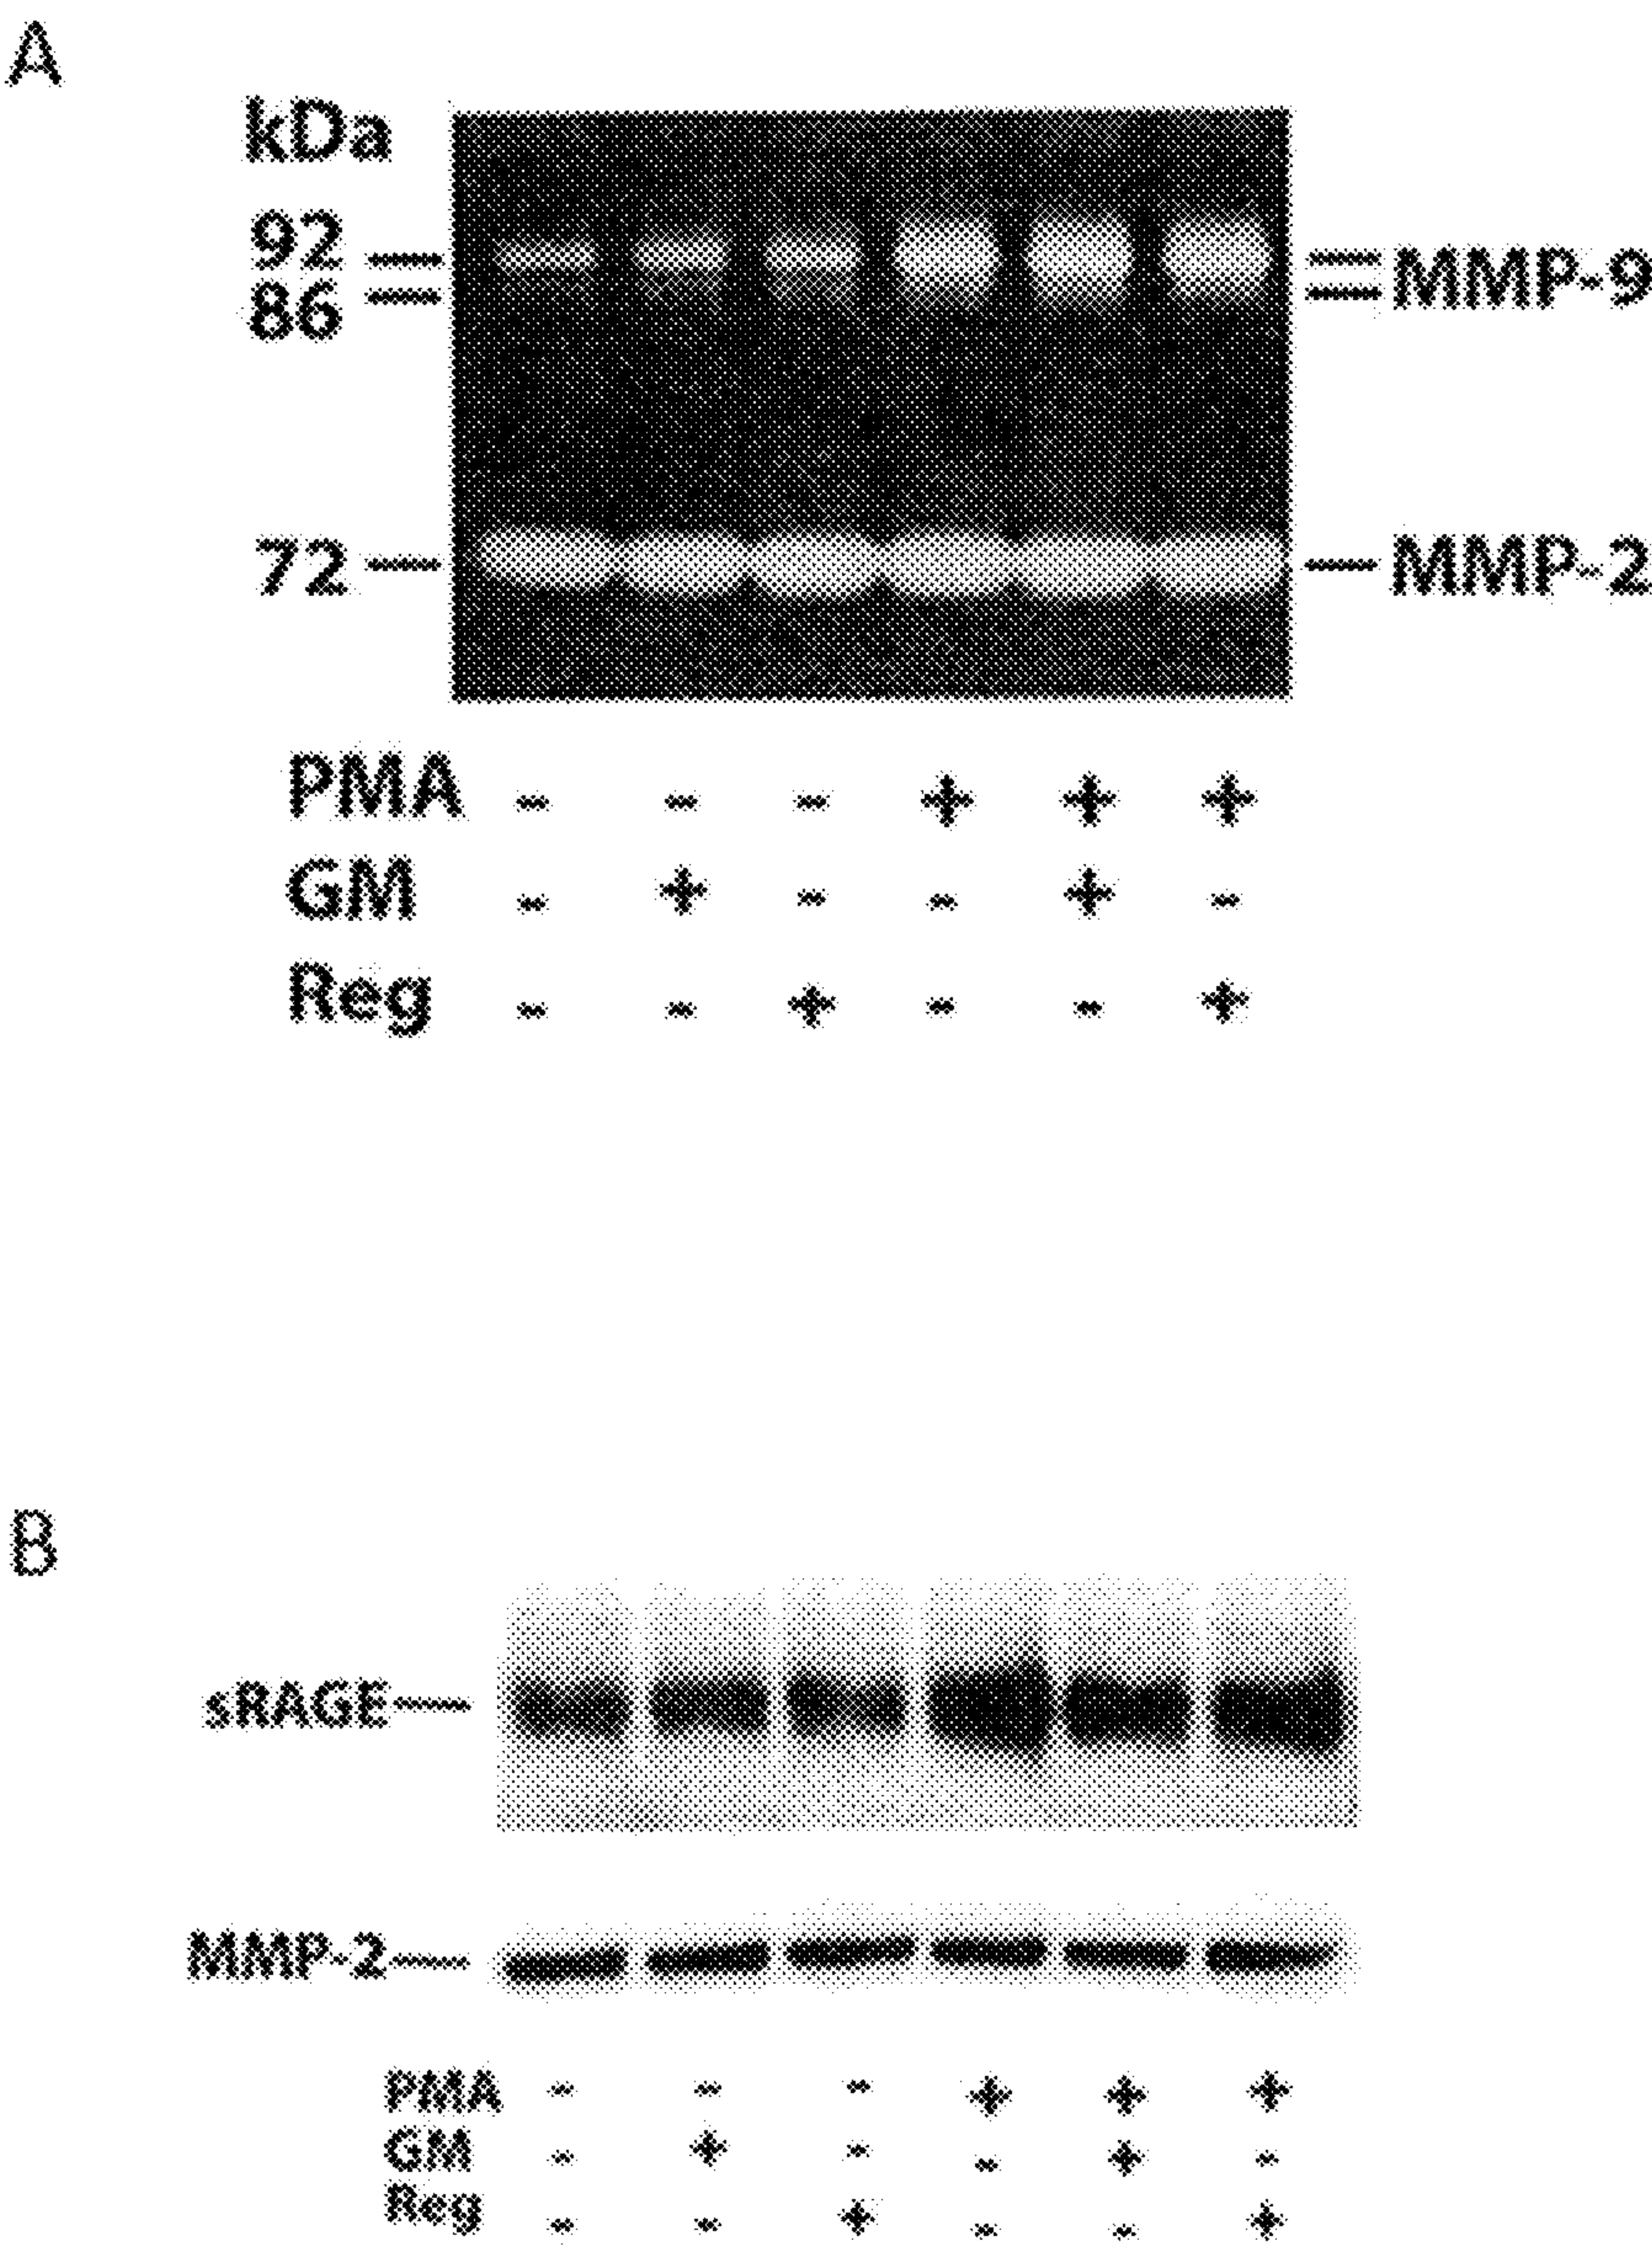 A
kDa
92
86
MMP-9
72
MMP-2
PMA - - - + + +
GM - + - - + -
Reg - - + - - +
B
sRAGE
MMP-2
PMA - - - + + +
GM - + - - + -
Reg - - + - - +